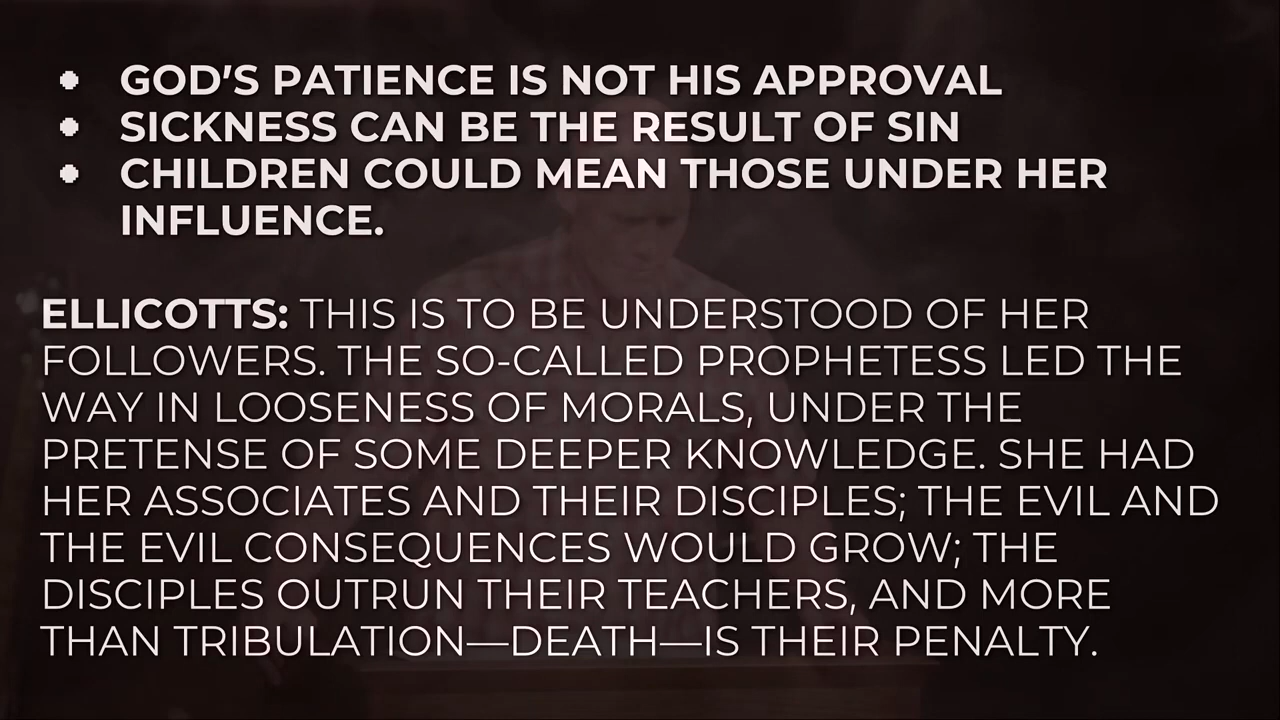 • GOD'S PATIENCE IS NOT HIS APPROVAL
• SICKNESS CAN BE THE RESULT OF SIN
• CHILDREN COULD MEAN THOSE UNDER HER
INFLUENCE.
ELLICOTTS: THIS IS TO BE UNDERSTOOD OF HER
FOLLOWERS. THE SO-CALLED PROPHETESS LED THE
WAY IN LOOSENESS OF MORALS, UNDER THE
PRETENSE OF SOME DEEPER KNOWLEDGE. SHE HAD
HER ASSOCIATES AND THEIR DISCIPLES; THE EVIL AND
THE EVIL CONSEQUENCES WOULD GROW; THE
DISCIPLES OUTRUN THEIR TEACHERS, AND MORE
THAN TRIBULATION—DEATH—IS THEIR PENALTY.